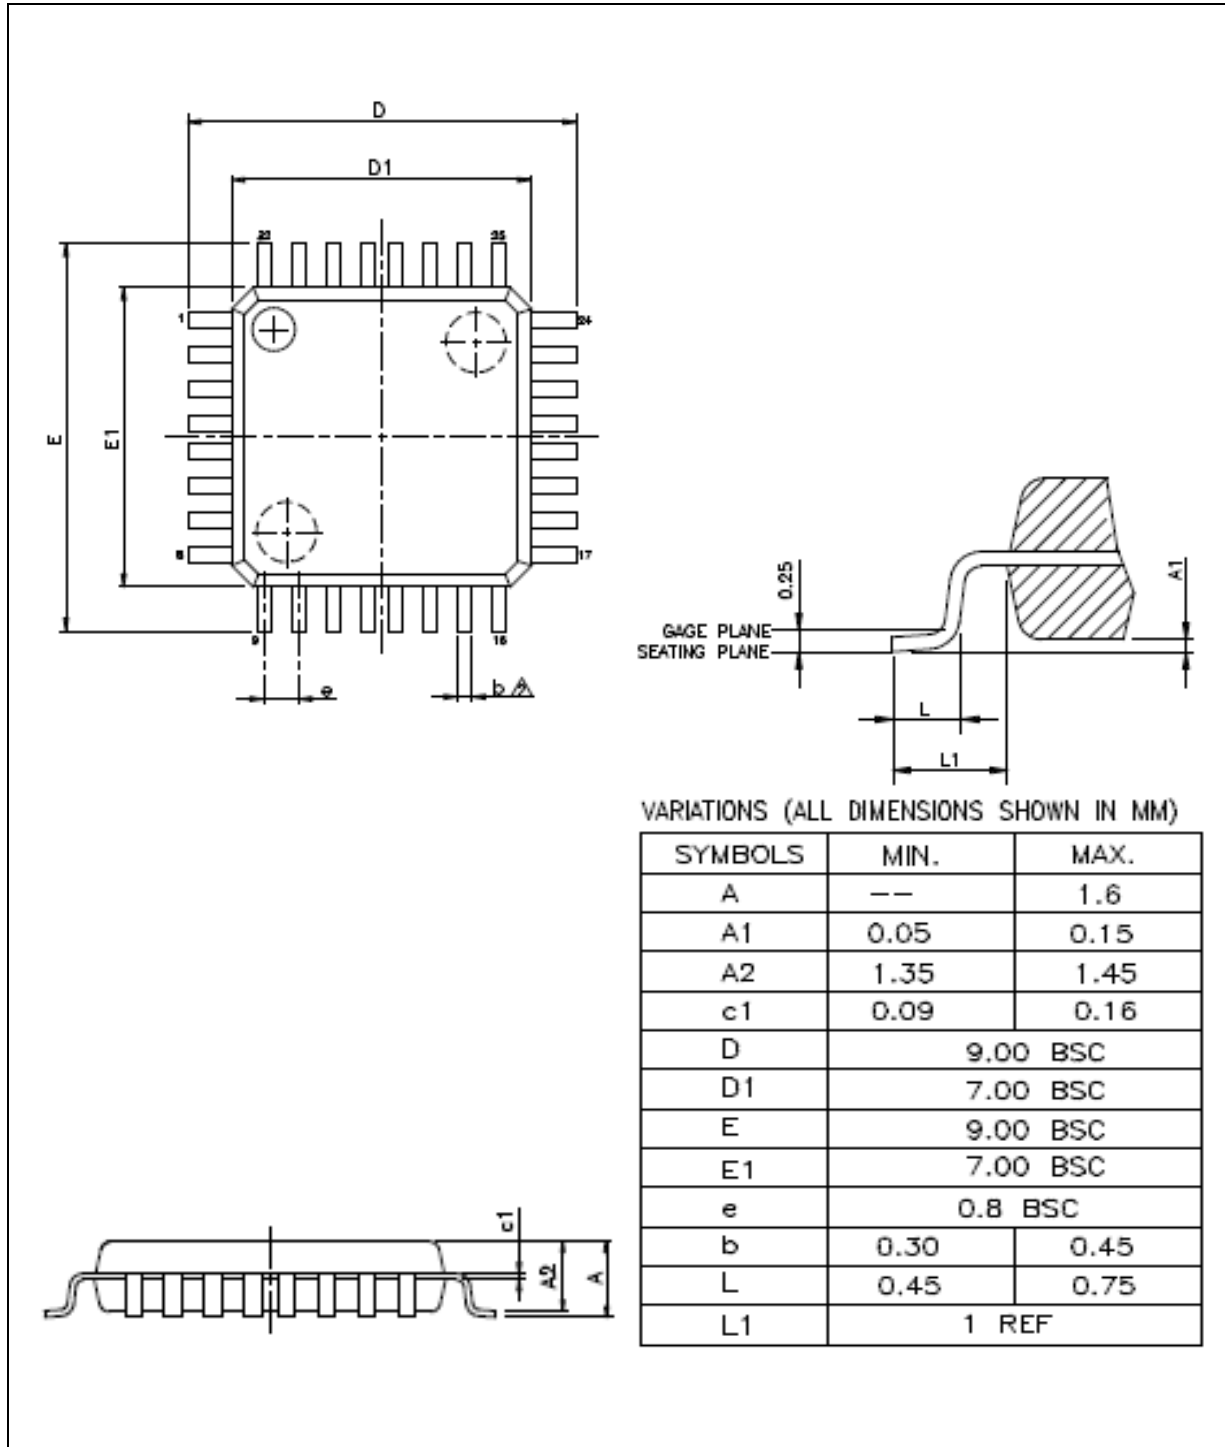 D
D1
32
25
1
24
E
E1
8
17
9
16
e
b 2
0.25
A1
GAGE PLANE
SEATING PLANE
L
L1
VARIATIONS (ALL DIMENSIONS SHOWN IN MM)
SYMBOLS MIN. MAX.
A -- 1.6
A1 0.05 0.15
A2 1.35 1.45
c1 0.09 0.16
D 9.00 BSC
D1 7.00 BSC
E 9.00 BSC
E1 7.00 BSC
e 0.8 BSC
b 0.30 0.45
L 0.45 0.75
L1 1 REF
c1
A2
A